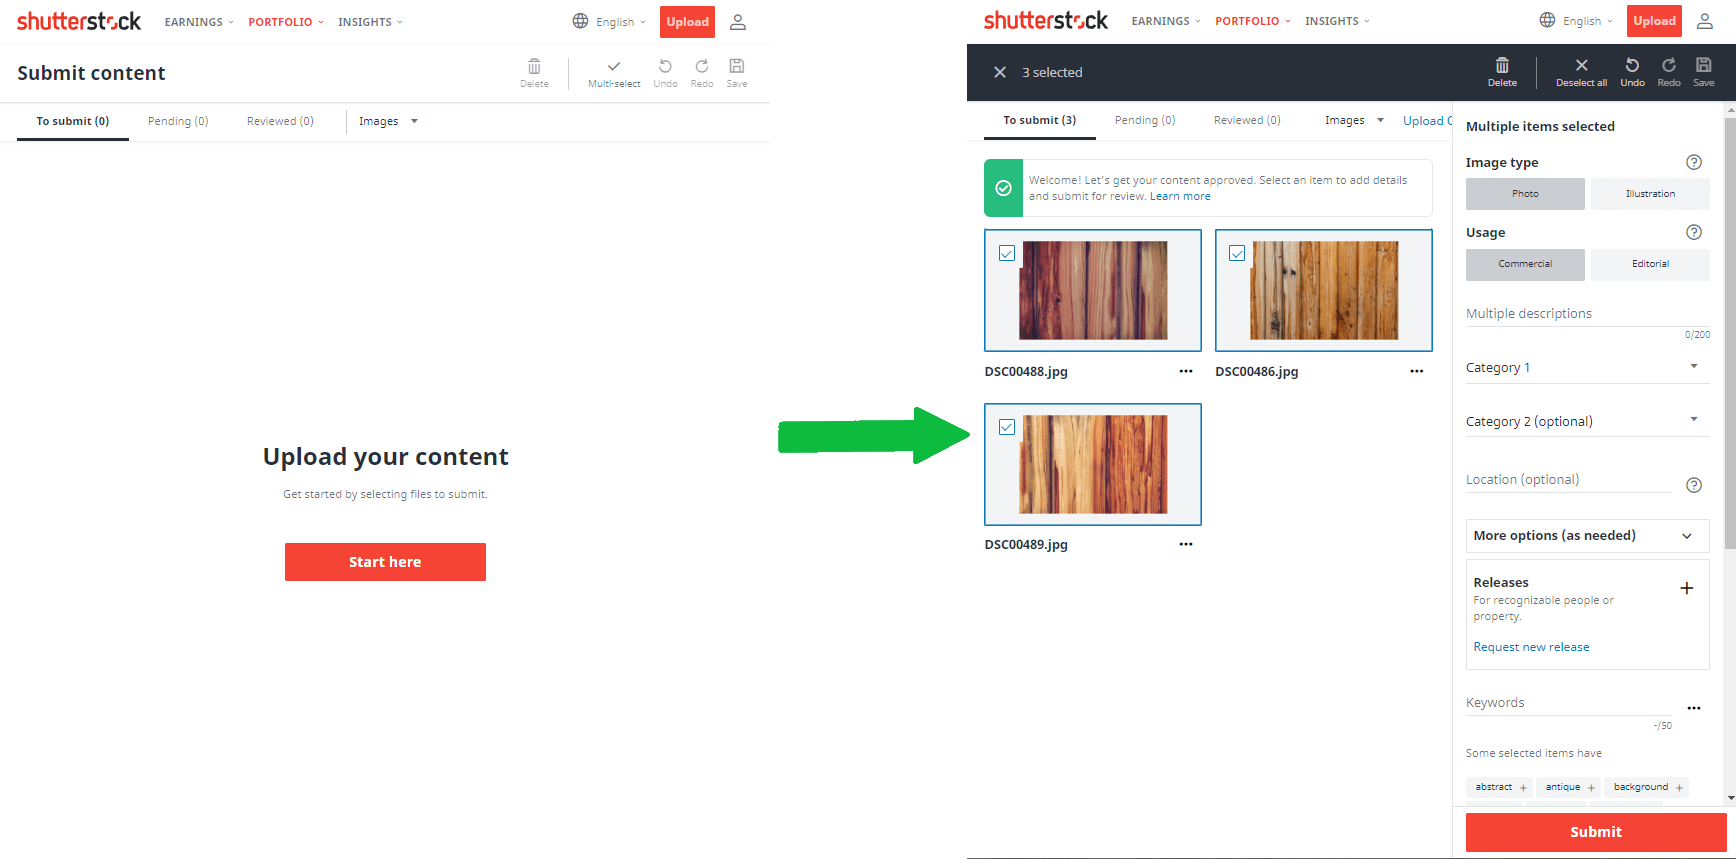 shutterstock EARNINGS PORTFOLIO INSIGHTS English Upload
Submit content Delete Multi-select Undo Redo Save
To submit (0) Pending (0) Reviewed (0) Images
Upload your content
Get started by selecting files to submit.
Start here
shutterstock EARNINGS PORTFOLIO INSIGHTS English Upload
3 selected Delete Deselect all Undo Redo Save
To submit (3) Pending (0) Reviewed (0) Images Upload C
Welcome! Let's get your content approved. Select an item to add details
and submit for review. Learn more
DSC00488.jpg DSC00486.jpg
DSC00489.jpg
Multiple items selected
Image type
Photo Illustration
Usage
Commercial Editorial
Multiple descriptions
0/200
Category 1
Category 2 (optional)
Location (optional)
More options (as needed)
Releases
For recognizable people or
property.
Request new release
Keywords
-/50
Some selected items have
abstract + antique + background +
Submit